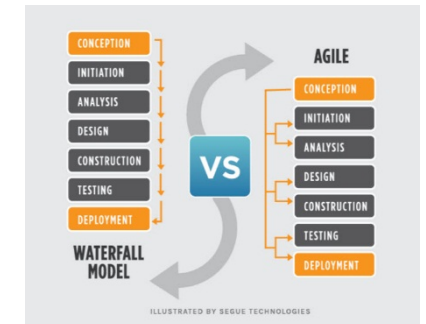 CONCEPTION
INITIATION
ANALYSIS
DESIGN
CONSTRUCTION
TESTING
DEPLOYMENT
WATERFALL
MODEL
VS
AGILE
CONCEPTION
INITIATION
ANALYSIS
DESIGN
CONSTRUCTION
TESTING
DEPLOYMENT
ILLUSTRATED BY SEGUE TECHNOLOGIES